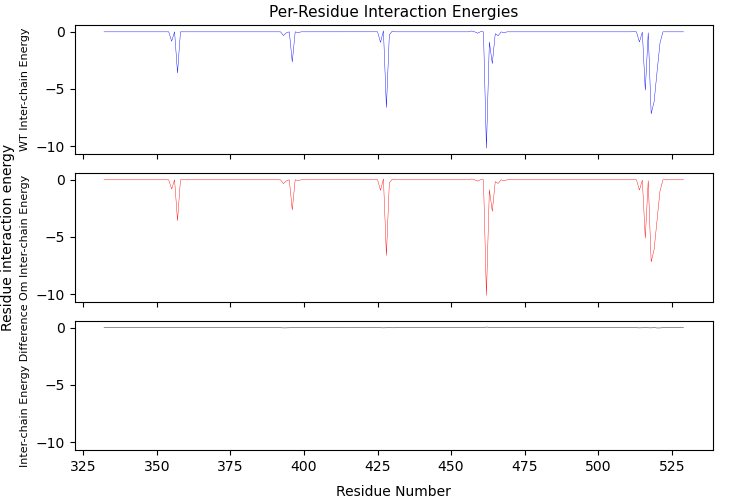 Per-Residue Interaction Energies
WT Inter-chain Energy
0
−5
−10
Residue interaction energy
Om Inter-chain Energy
0
−5
−10
Inter-chain Energy Difference
0
−5
−10
325 350 375 400 425 450 475 500 525
Residue Number